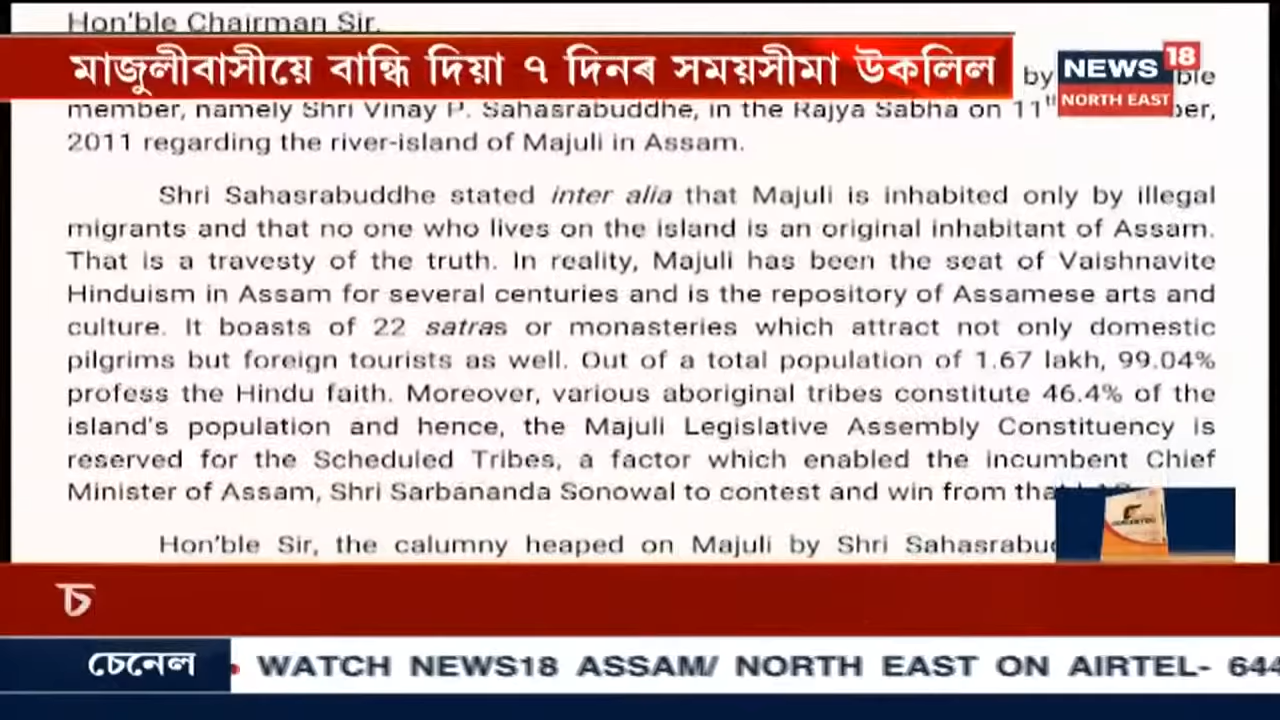 Hon'ble Chairman Sir,
মাজুলীবাসীয়ে বান্ধি দিয়া ৭ দিনৰ সময়সীমা উকলিল
by
NEWS 18
NORTH EAST
member, namely Shri Vinay P. Sahasrabuddhe, in the Rajya Sabha on 11th
2011 regarding the river-island of Majuli in Assam.
Shri Sahasrabuddhe stated inter alia that Majuli is inhabited only by illegal
migrants and that no one who lives on the island is an original inhabitant of Assam.
That is a travesty of the truth. In reality, Majuli has been the seat of Vaishnavite
Hinduism in Assam for several centuries and is the repository of Assamese arts and
culture. It boasts of 22 satras or monasteries which attract not only domestic
pilgrims but foreign tourists as well. Out of a total population of 1.67 lakh, 99.04%
profess the Hindu faith. Moreover, various aboriginal tribes constitute 46.4% of the
island's population and hence, the Majuli Legislative Assembly Constituency is
reserved for the Scheduled Tribes, a factor which enabled the incumbent Chief
Minister of Assam, Shri Sarbananda Sonowal to contest and win from
Hon'ble Sir, the calumny heaped on Majuli by Shri
চ
চেনেল
WATCH NEWS18 ASSAM/ NORTH EAST ON AIRTEL- 644